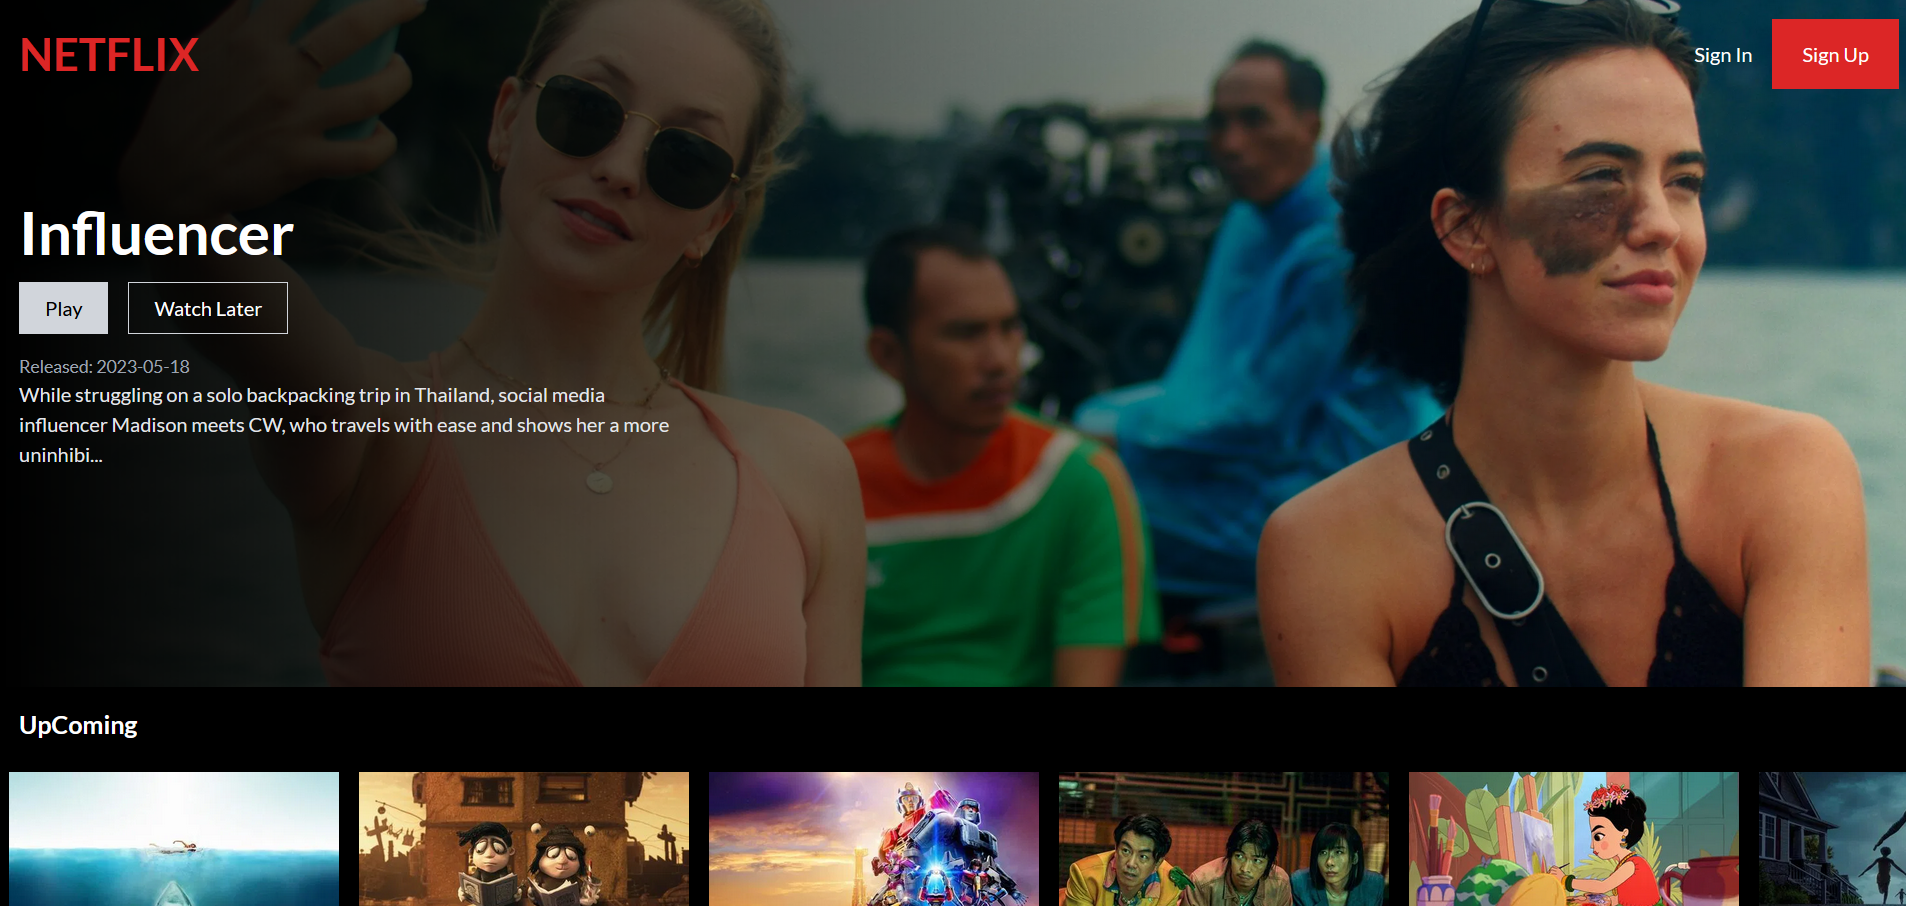 NETFLIX
Sign In
Sign Up
Influencer
Play
Watch Later
Released: 2023-05-18
While struggling on a solo backpacking trip in Thailand, social media
influencer Madison meets CW, who travels with ease and shows her a more
uninhibi...
UpComing